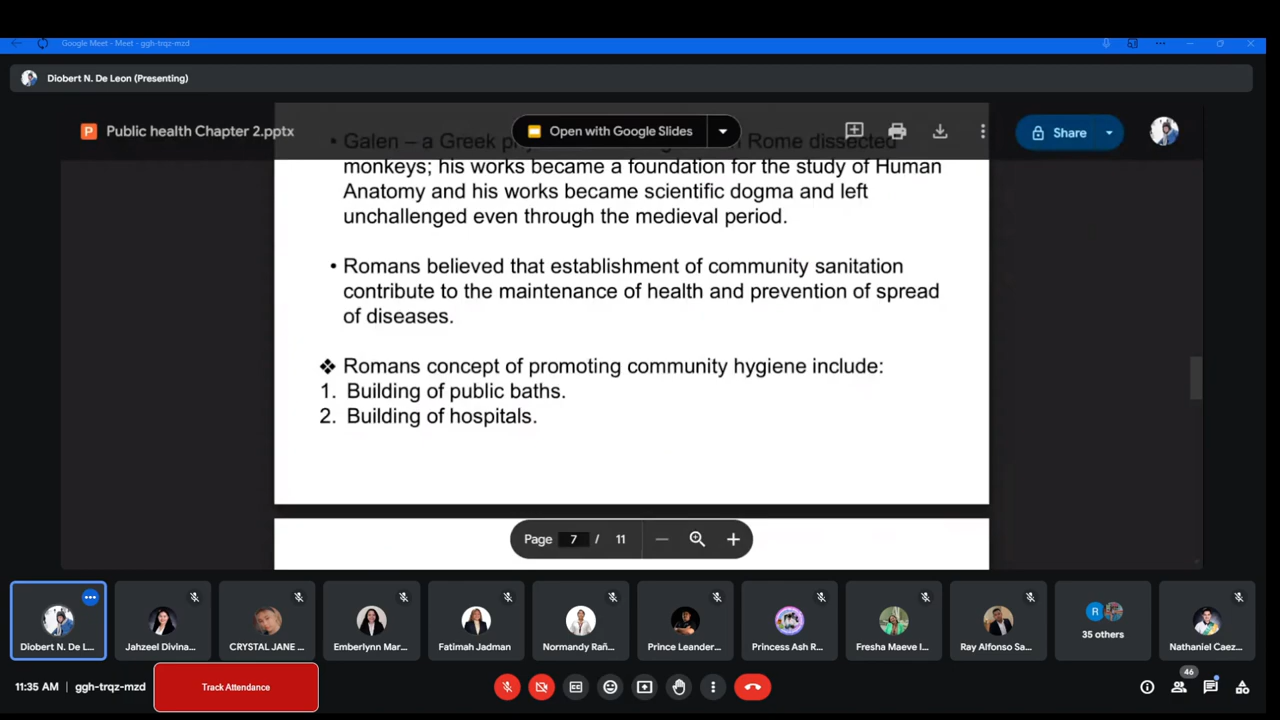 Google Meet - Meet - ggh-trqz-mzd
Diobert N. De Leon (Presenting)
Public health Chapter 2.pptx
Open with Google Slides
Share
• Galen – a Greek Rome dissected
monkeys; his works became a foundation for the study of Human
Anatomy and his works became scientific dogma and left
unchallenged even through the medieval period.
• Romans believed that establishment of community sanitation
contribute to the maintenance of health and prevention of spread
of diseases.
❖ Romans concept of promoting community hygiene include:
1. Building of public baths.
2. Building of hospitals.
Page 7 / 11
Diobert N. De L...
Jahzeel Divina...
CRYSTAL JANE ...
Emberlynn Mar...
Fatimah Jadman
Normandy Rañ...
Prince Leander...
Princess Ash R...
Fresha Maeve I...
Ray Alfonso Sa...
R
35 others
Nathaniel Caez...
11:35 AM | ggh-trqz-mzd
Track Attendance
46